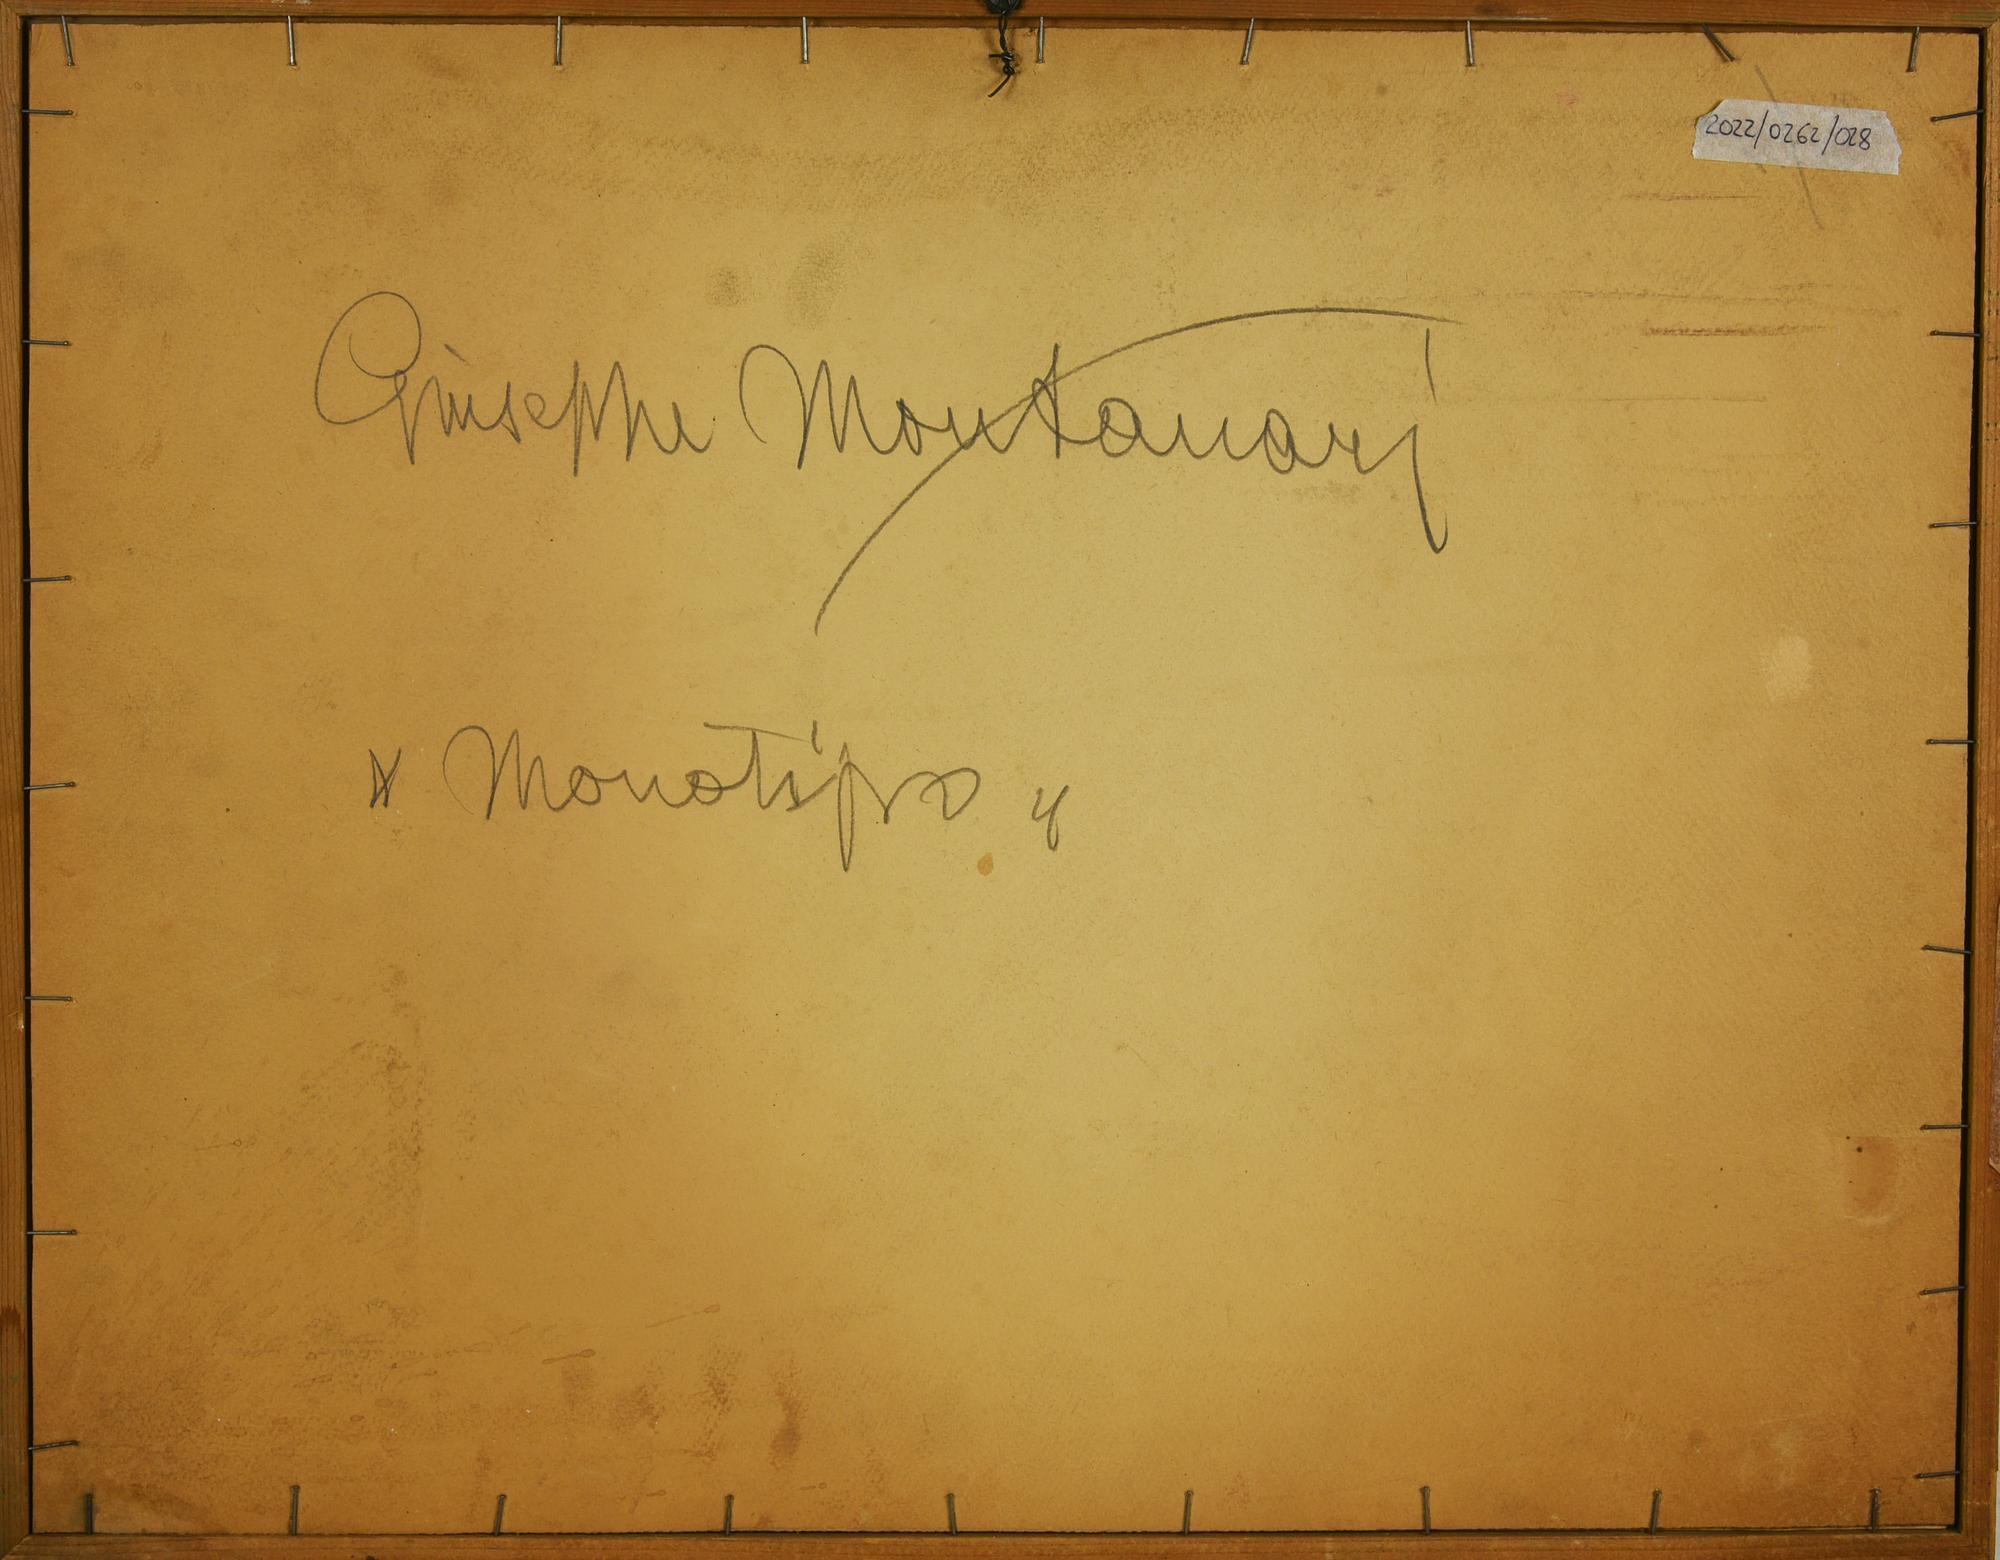 2022/0262/028
Giuseppe Montanari
" Monotipo "